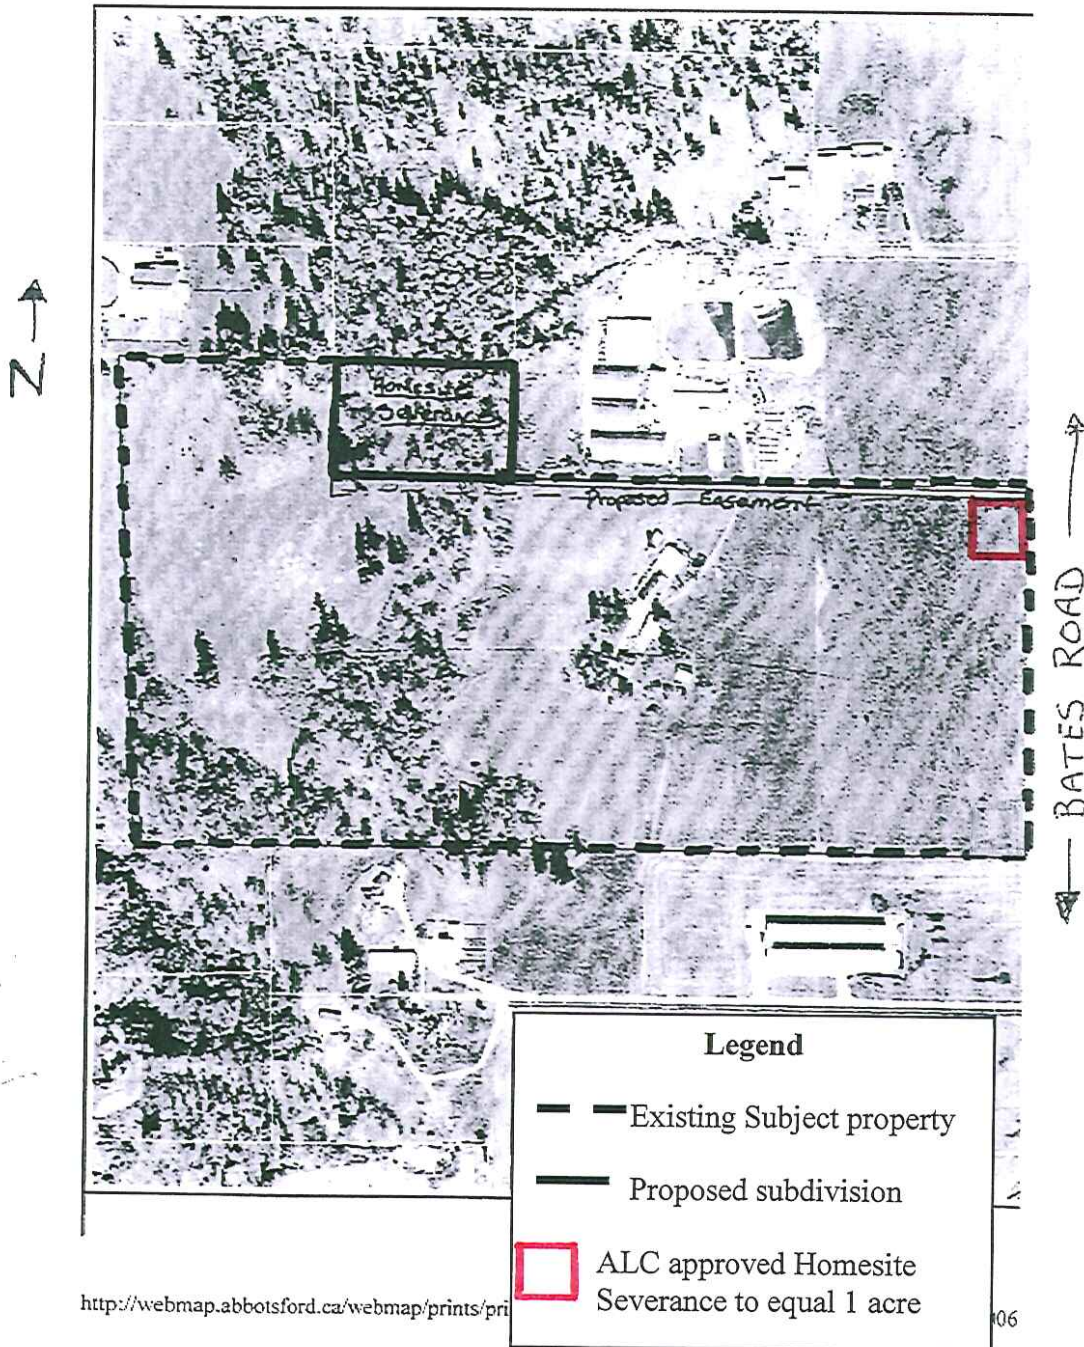 Z
Homesite
Severance
A
Proposed Easement
BATES ROAD
Legend
Existing Subject property
Proposed subdivision
ALC approved Homesite
Severance to equal 1 acre
http://webmap.abbotsford.ca/webmap/prints/pri
06